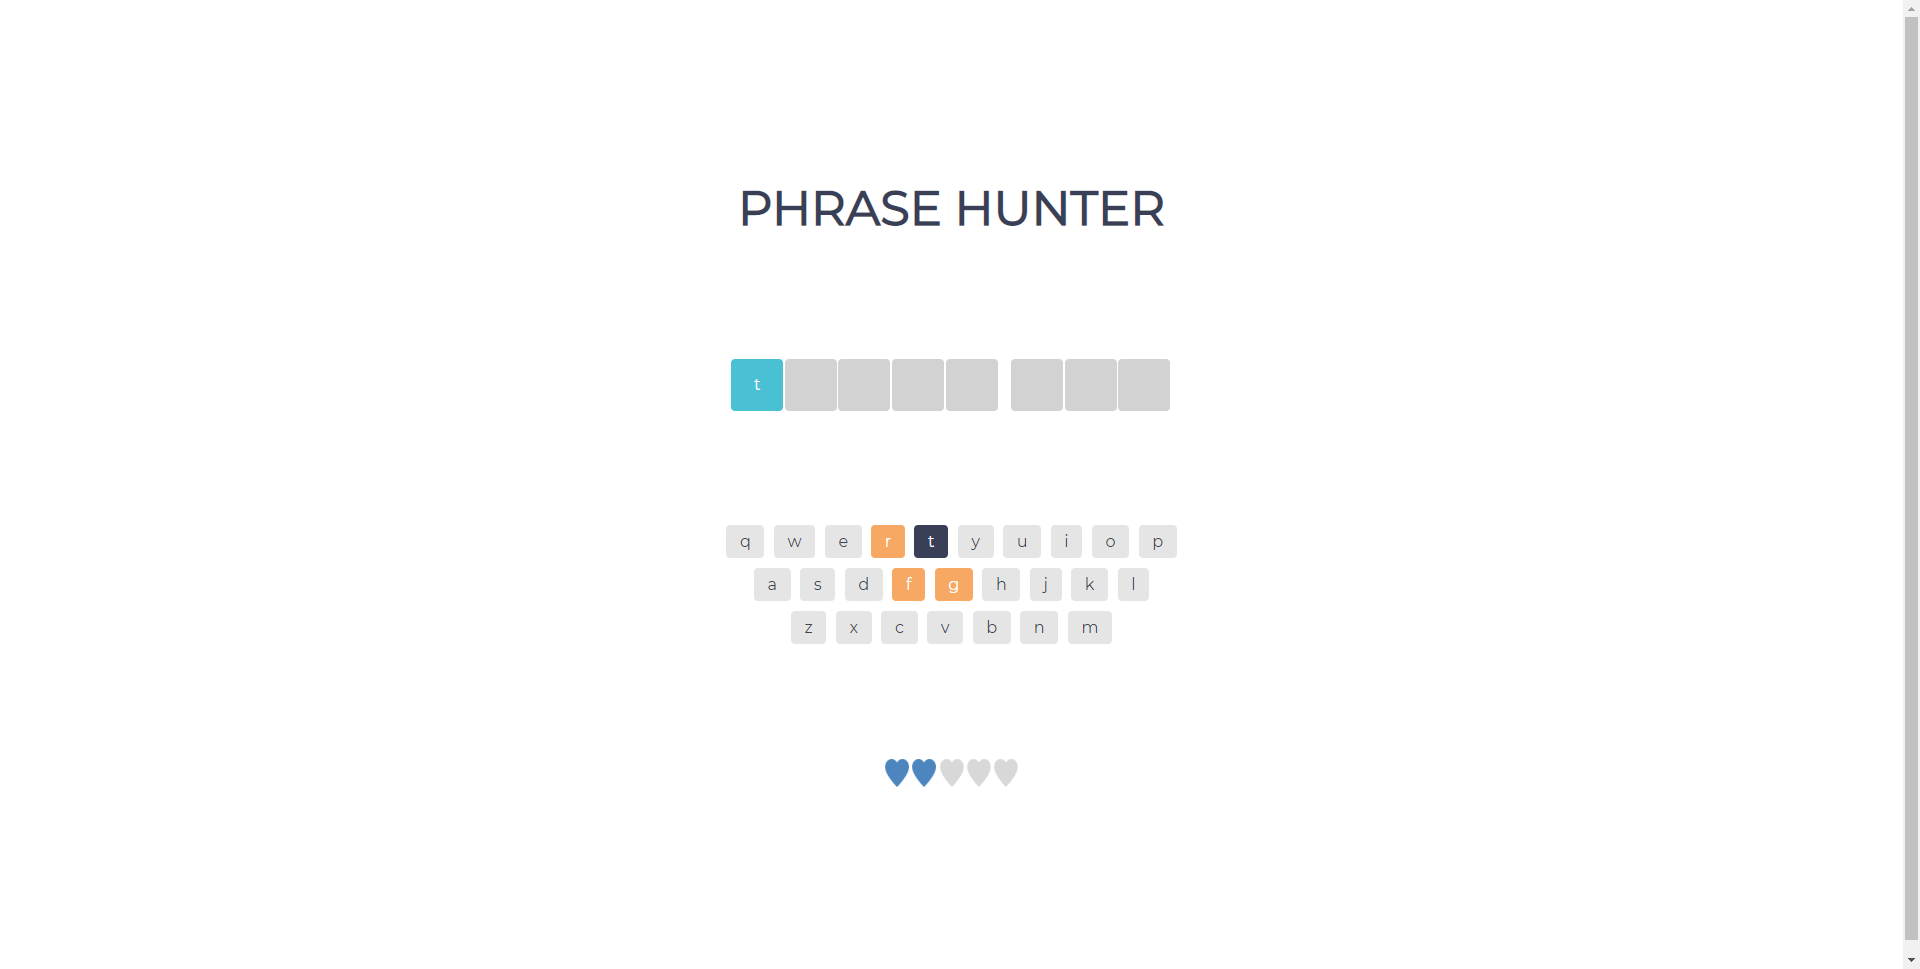 PHRASE HUNTER
t
q w e r t y u i o p
a s d f g h j k l
z x c v b n m